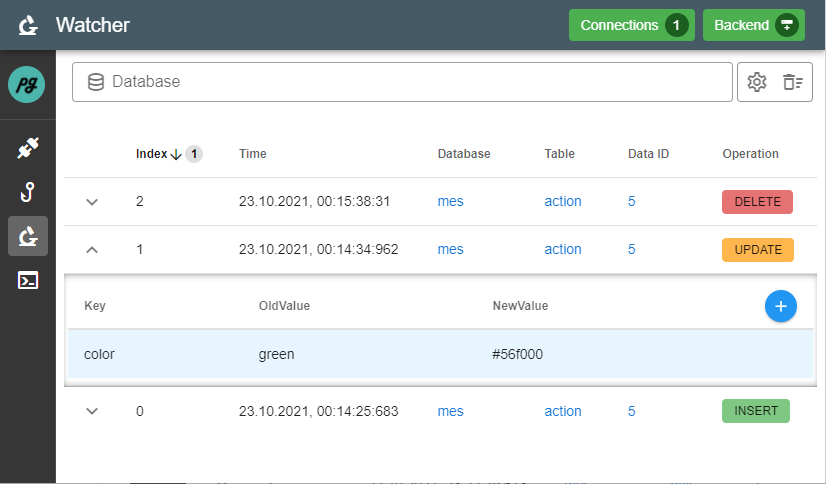 Watcher
Connections 1
Backend
pg
Database
Index 1 Time Database Table Data ID Operation
2 23.10.2021, 00:15:38:31 mes action 5 DELETE
1 23.10.2021, 00:14:34:962 mes action 5 UPDATE
Key OldValue NewValue
color green #56f000
0 23.10.2021, 00:14:25:683 mes action 5 INSERT